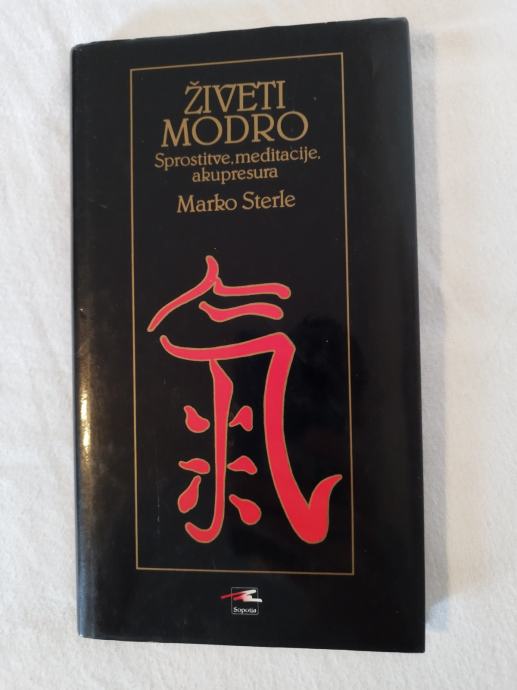 ŽIVETI
MODRO
Sprostitve, meditacije,
akupresura
Marko Sterle
氣
Sopotja